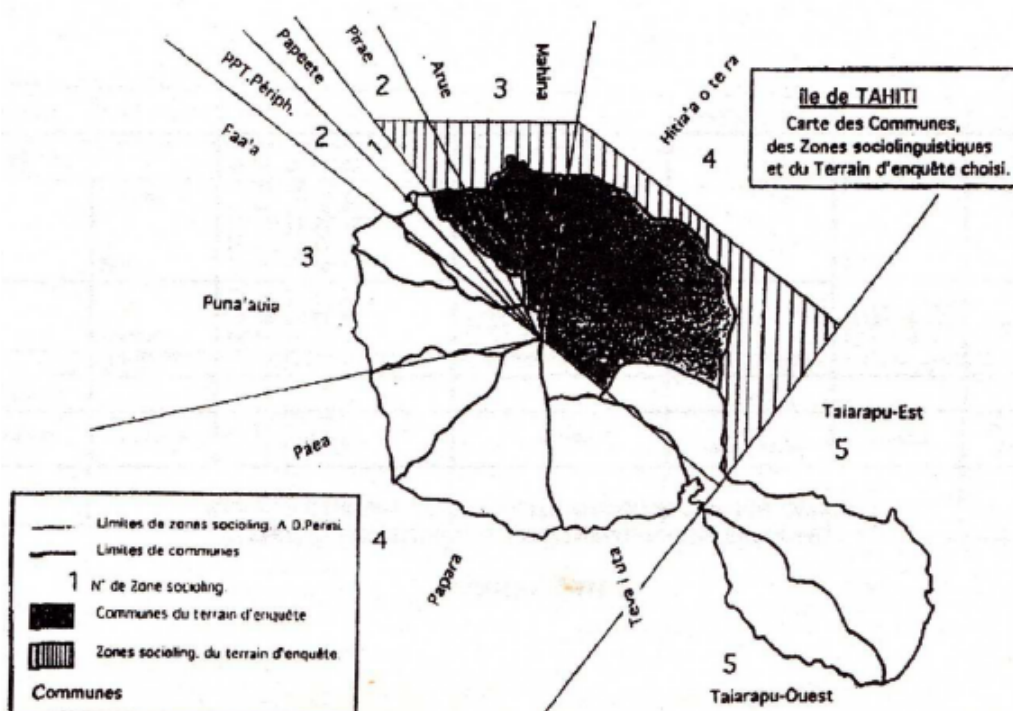 île de TAHITI
Carte des Communes,
des Zones sociolinguistiques
et du Terrain d'enquête choisi.
Faa'a
PPT.Périph.
Papeete
Pirae
Arue
Mahina
Hitia'a o te ra
2
1
2
3
4
3
Puna'auia
Paea
4
Papara
Teva i uta
Taiarapu-Est
5
5
Taiarapu-Ouest
Limites de zones socioling. A D.Perini.
Limites de communes
1 N° de Zone socioling.
Communes du terrain d'enquête
Zones socioling. du terrain d'enquête.
Communes